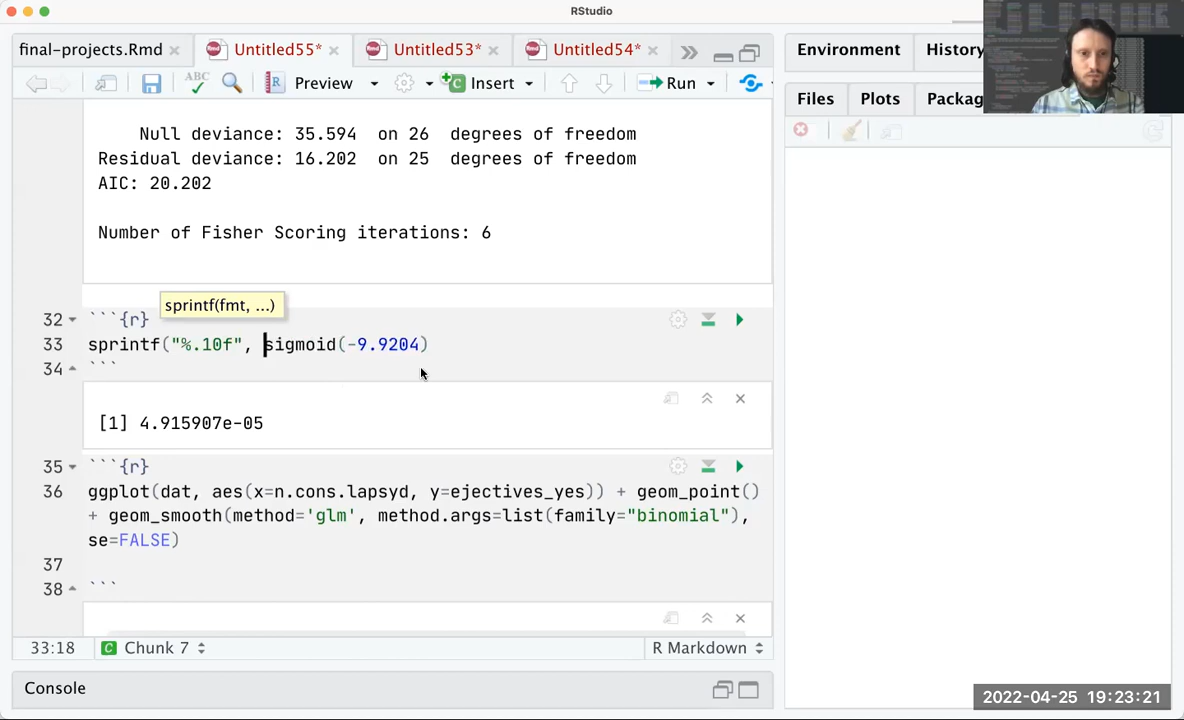 RStudio
final-projects.Rmd
Untitled55*
Untitled53*
Untitled54*
Environment
History
ABC
Preview
Insert
Run
Files
Plots
Packag
Null deviance: 35.594 on 26 degrees of freedom
Residual deviance: 16.202 on 25 degrees of freedom
AIC: 20.202
Number of Fisher Scoring iterations: 6
sprintf(fmt, ...)
32 ```{r}
33 sprintf("%.10f", sigmoid(-9.9204)
34 ```
[1] 4.915907e-05
35 ```{r}
36 ggplot(dat, aes(x=n.cons.lapsyd, y=ejectives_yes)) + geom_point()
+ geom_smooth(method='glm', method.args=list(family="binomial"),
se=FALSE)
37
38 ```
33:18
C Chunk 7
R Markdown
Console
2022-04-25 19:23:21